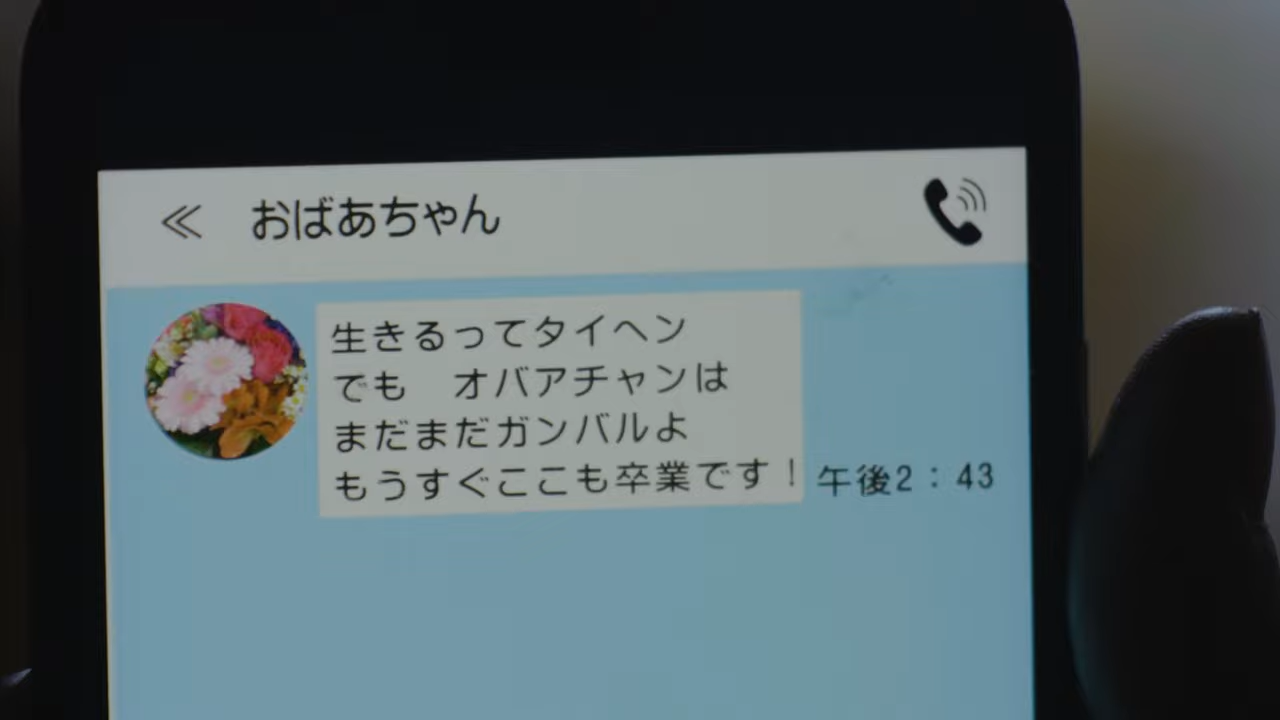 ≪ おばあちゃん
生きるってタイヘン
でも　オバアチャンは
まだまだガンバルよ
もうすぐここも卒業です！
午後2：43